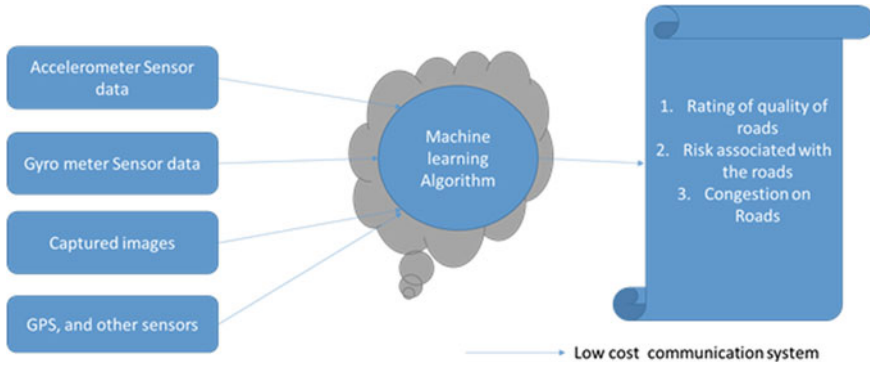 Accelerometer Sensor
data
Gyro meter Sensor data
Captured images
GPS, and other sensors
Machine
learning
Algorithm
1. Rating of quality of
roads
2. Risk associated with
the roads
3. Congestion on
Roads
Low cost communication system